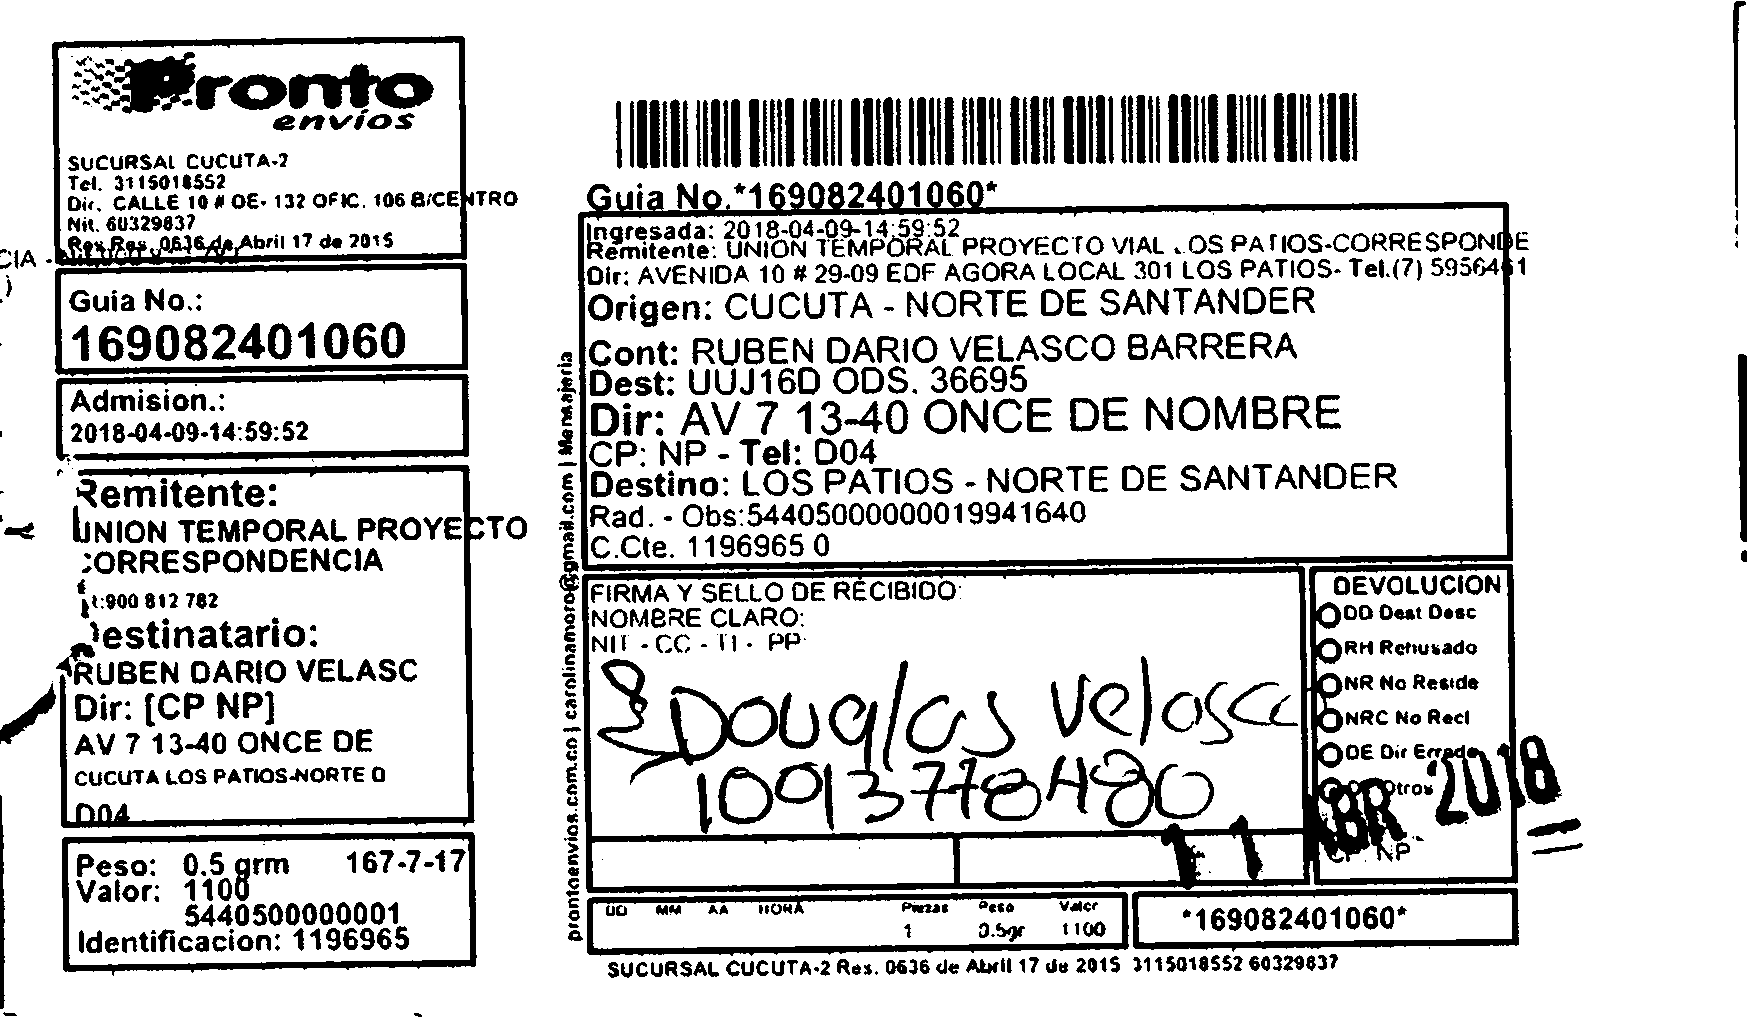 Pronto
envios
SUCURSAL CUCUTA-2
Tel. 3115018552
Dir. CALLE 10 # OE- 132 OFIC. 106 B/CENTRO
Nit. 60329837
Res.Res. 0636 de Abril 17 de 2015
CIA -
Guia No.:
169082401060
Admision.:
2018-04-09-14:59:52
Remitente:
UNION TEMPORAL PROYECTO
CORRESPONDENCIA
:900 812 782
Destinatario:
RUBEN DARIO VELASC
Dir: [CP NP]
AV 7 13-40 ONCE DE
CUCUTA LOS PATIOS-NORTE D
D04
Peso: 0.5 grm 167-7-17
Valor: 1100
5440500000001
Identificacion: 1196965
prontoenvios.com.co | carolinamoro@gmail.com | Mensajeria
Guia No.*169082401060*
Ingresada: 2018-04-09-14:59:52
Remitente: UNION TEMPORAL PROYECTO VIAL LOS PATIOS-CORRESPONDE
Dir: AVENIDA 10 # 29-09 EDF AGORA LOCAL 301 LOS PATIOS- Tel.(7) 5956461
Origen: CUCUTA - NORTE DE SANTANDER
Cont: RUBEN DARIO VELASCO BARRERA
Dest: UUJ16D ODS. 36695
Dir: AV 7 13-40 ONCE DE NOMBRE
CP: NP - Tel: D04
Destino: LOS PATIOS - NORTE DE SANTANDER
Rad. - Obs:54405000000019941640
C.Cte. 1196965 0
FIRMA Y SELLO DE RECIBIDO:
NOMBRE CLARO:
NIT - CC - TI - PP
Douglas Velasco
1093778480
11 ABR 2018
DEVOLUCION
DD Dest Desc
RH Rehusado
NR No Reside
NRC No Recl
DE Dir Errada
Otros
CP: NP
DD MM AA HORA Piezas Peso Valor
1 0.5gr 1100
*169082401060*
SUCURSAL CUCUTA-2 Res. 0636 de Abril 17 de 2015 3115018552 60329837